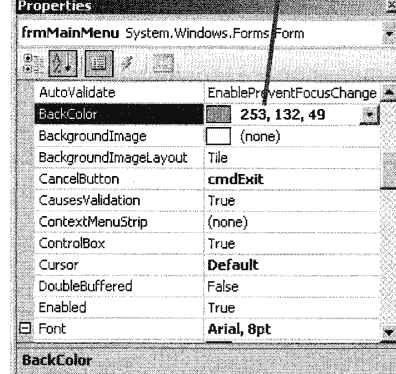 Properties
frmMainMenu System.Windows.Forms.Form
AutoValidate EnablePreventFocusChange
BackColor 253, 132, 49
BackgroundImage (none)
BackgroundImageLayout Tile
CancelButton cmdExit
CausesValidation True
ContextMenuStrip (none)
ControlBox True
Cursor Default
DoubleBuffered False
Enabled True
Font Arial, 8pt
BackColor